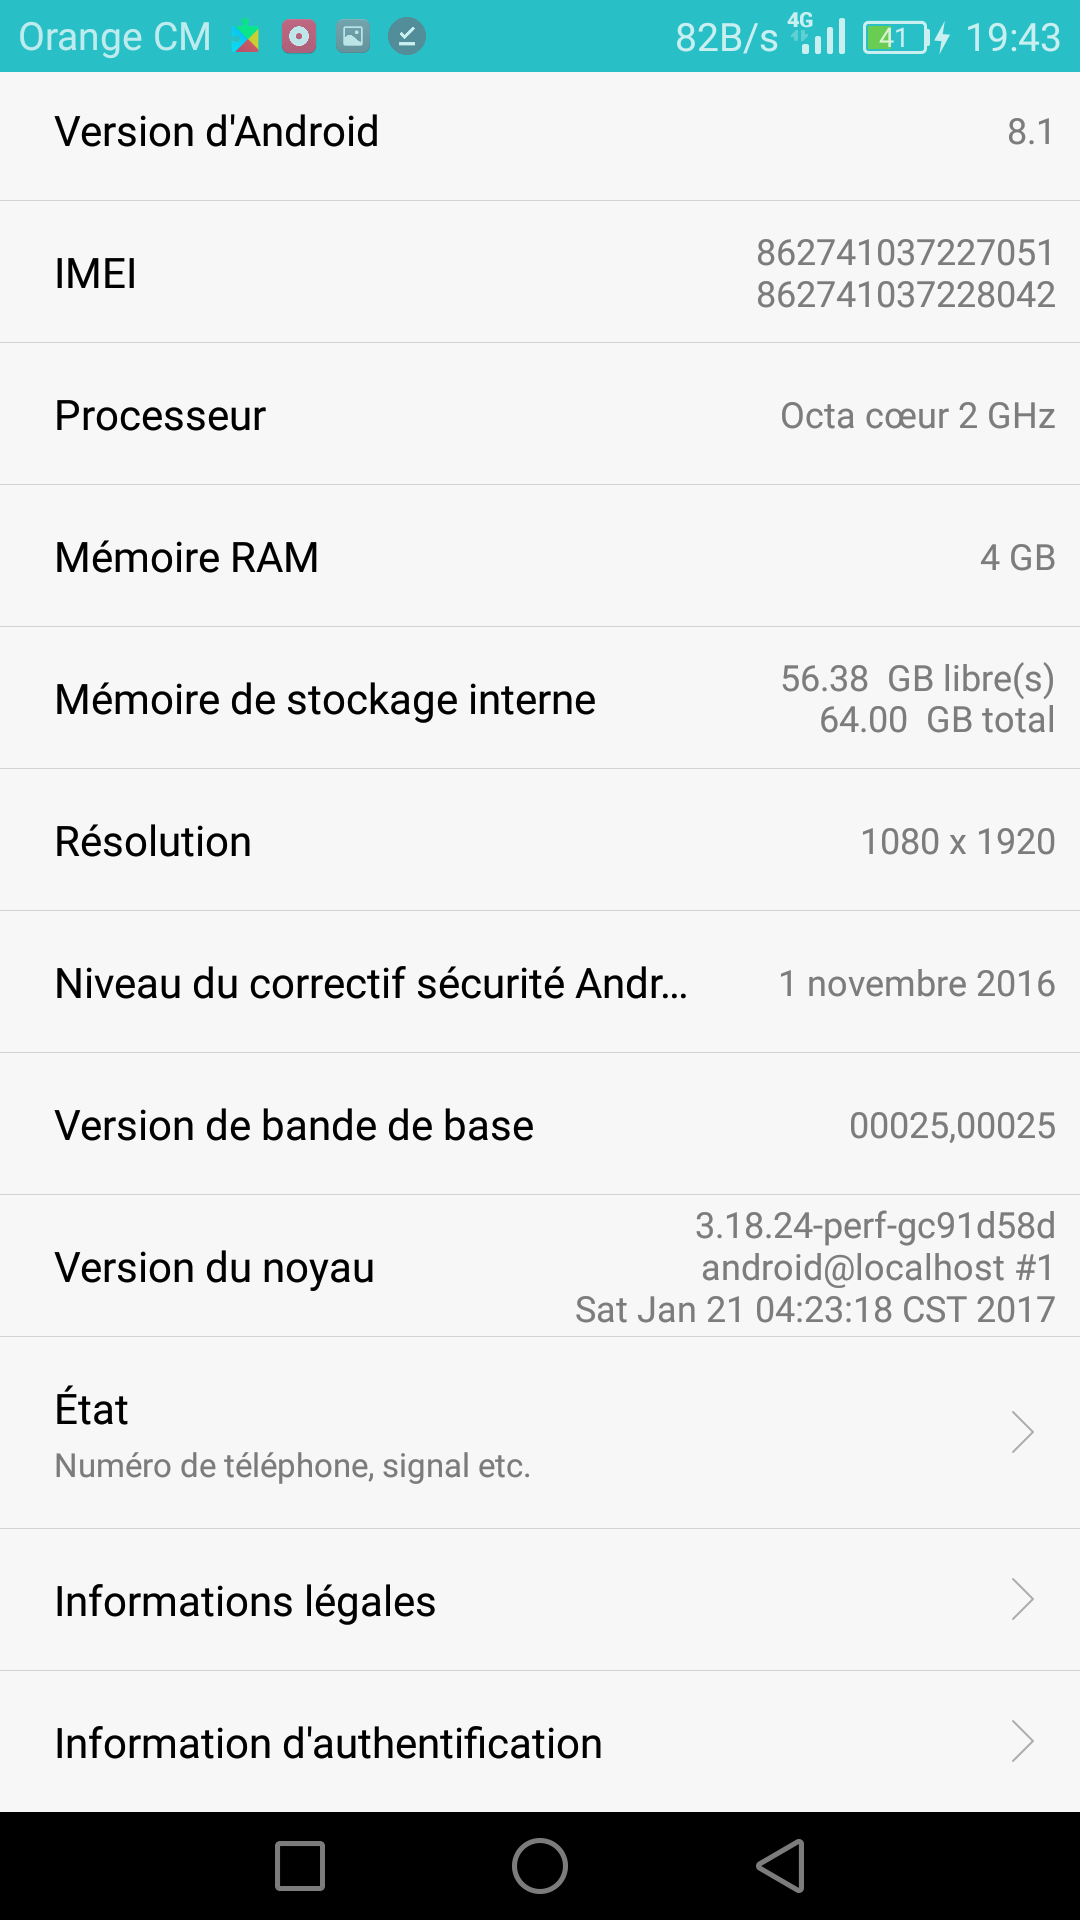 Orange CM 82B/s 4G 41 19:43
Version d'Android 8.1
IMEI 862741037227051
862741037228042
Processeur Octa cœur 2 GHz
Mémoire RAM 4 GB
Mémoire de stockage interne 56.38 GB libre(s)
64.00 GB total
Résolution 1080 x 1920
Niveau du correctif sécurité Andr... 1 novembre 2016
Version de bande de base 00025,00025
Version du noyau 3.18.24-perf-gc91d58d
android@localhost #1
Sat Jan 21 04:23:18 CST 2017
État
Numéro de téléphone, signal etc.
Informations légales
Information d'authentification